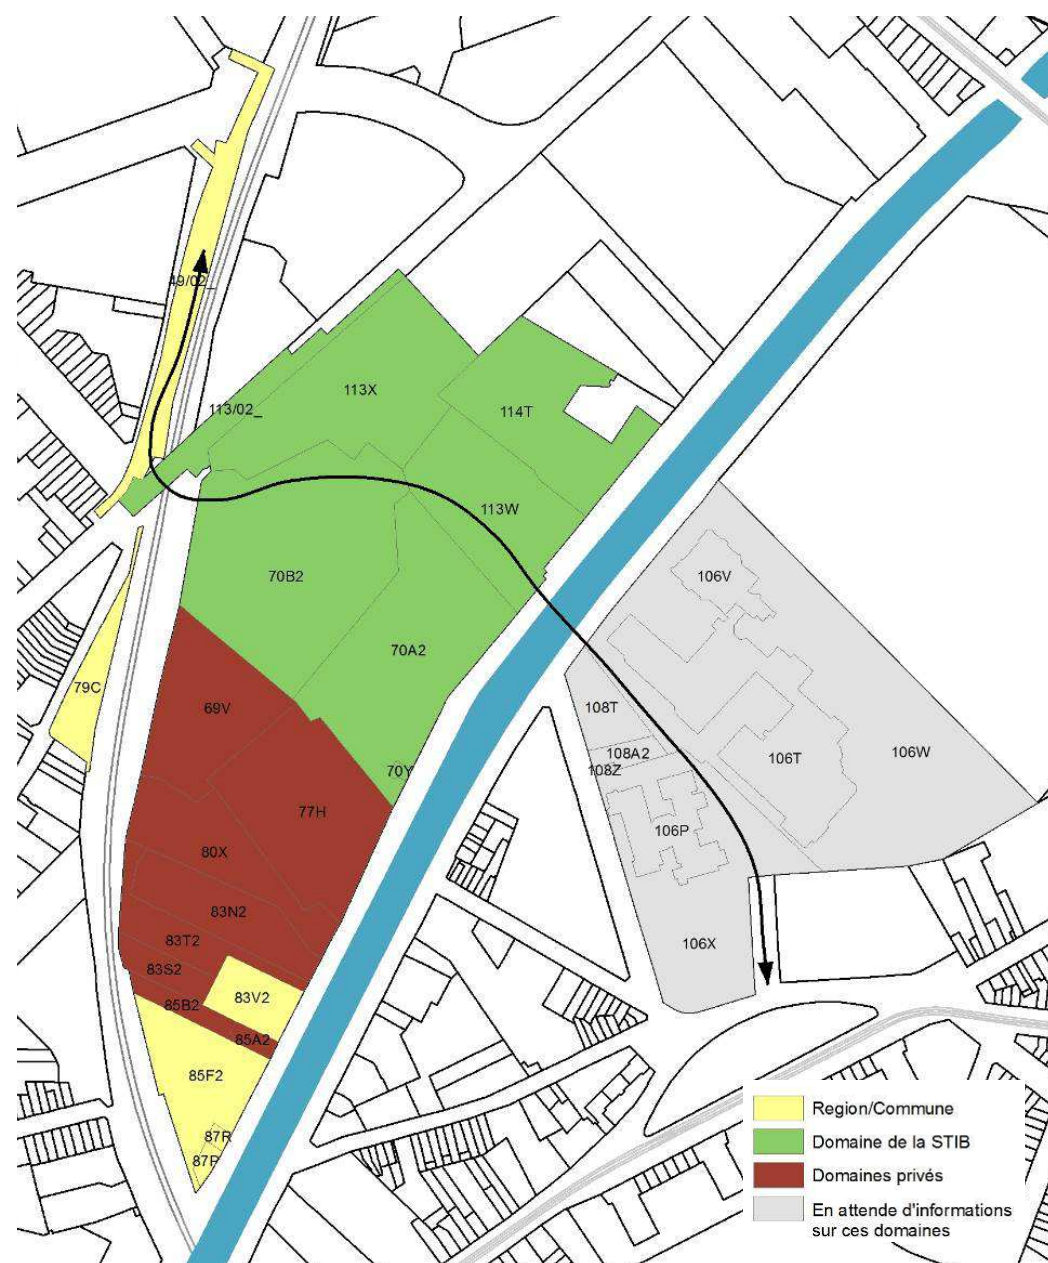 49/02_
113X
113/02_
114T
113W
70B2
106V
70A2
79C
69V
108T
108A2
106W
106T
70Y
108Z
77H
106P
80X
83N2
83T2
106X
83S2
83V2
85B2
85A2
85F2
87R
Region/Commune
Domaine de la STIB
Domaines privés
En attende d'informations
sur ces domaines